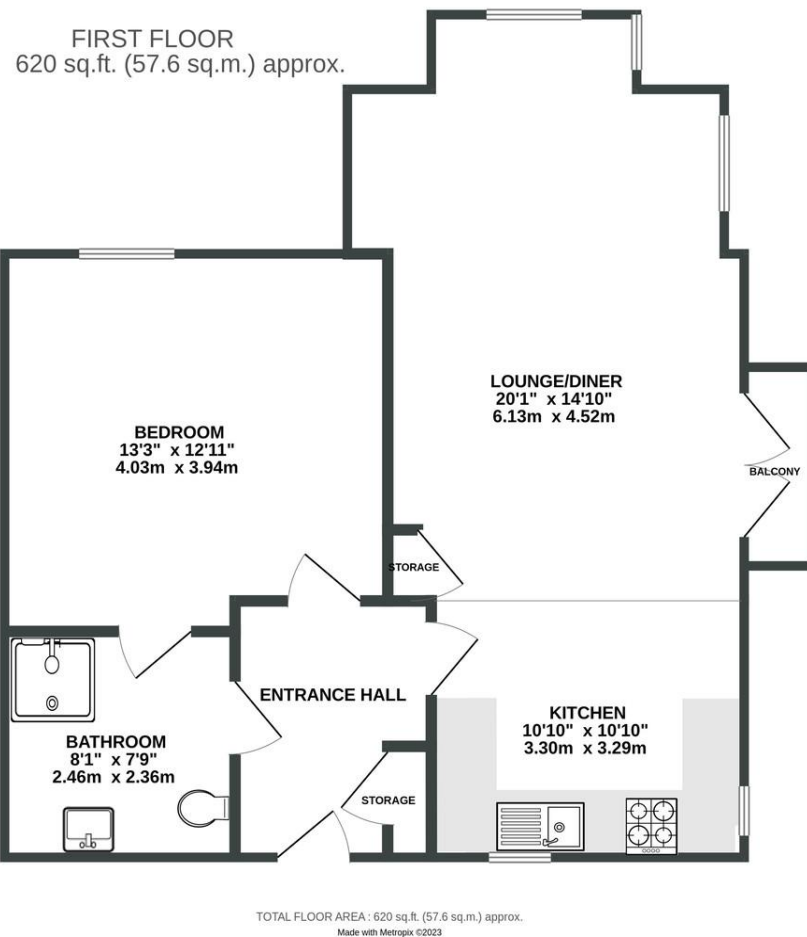 FIRST FLOOR
620 sq.ft. (57.6 sq.m.) approx.
LOUNGE/DINER
20'1" x 14'10"
6.13m x 4.52m
BEDROOM
13'3" x 12'11"
4.03m x 3.94m
BALCONY
STORAGE
ENTRANCE HALL
KITCHEN
10'10" x 10'10"
3.30m x 3.29m
BATHROOM
8'1" x 7'9"
2.46m x 2.36m
STORAGE
TOTAL FLOOR AREA : 620 sq.ft. (57.6 sq.m.) approx.
Made with Metropix ©2023